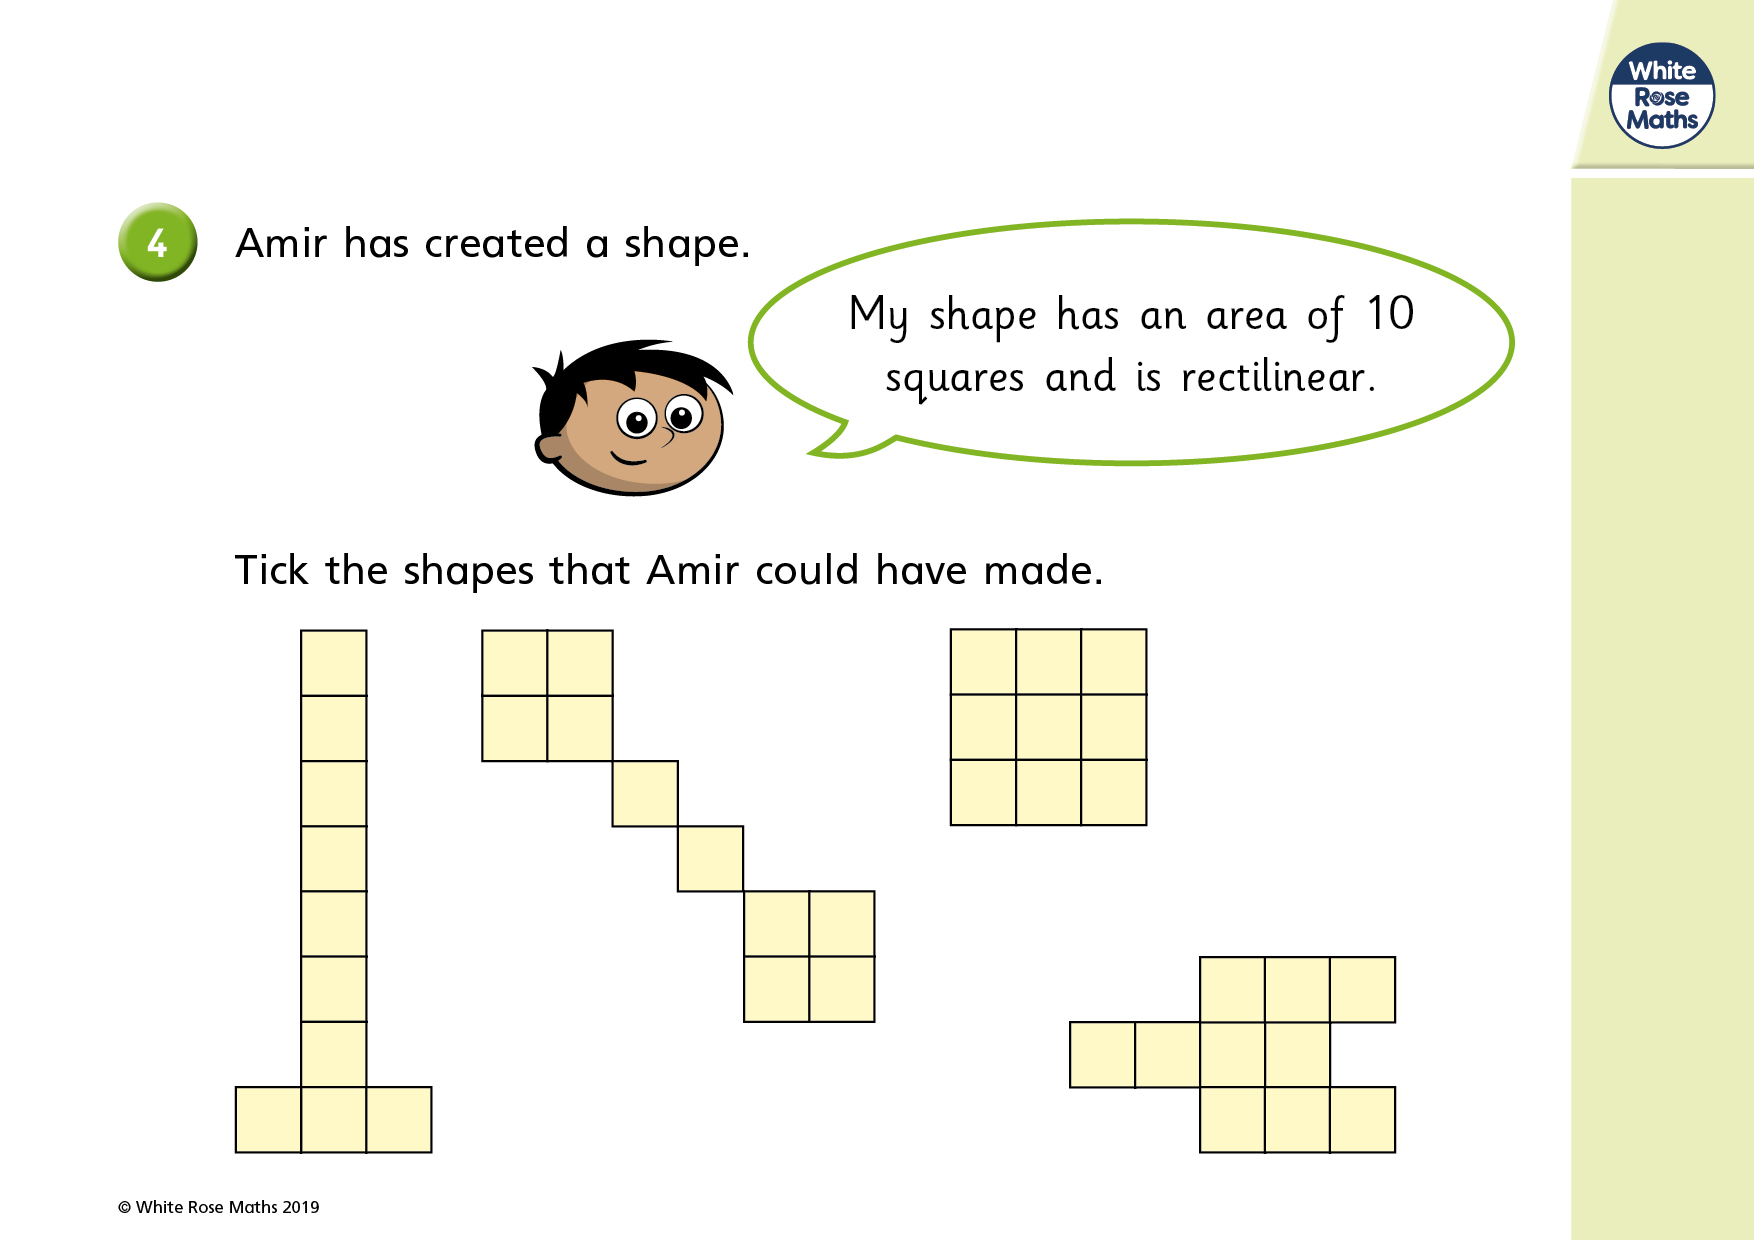 White
Rose
Maths
4 Amir has created a shape.
My shape has an area of 10
squares and is rectilinear.
Tick the shapes that Amir could have made.
© White Rose Maths 2019